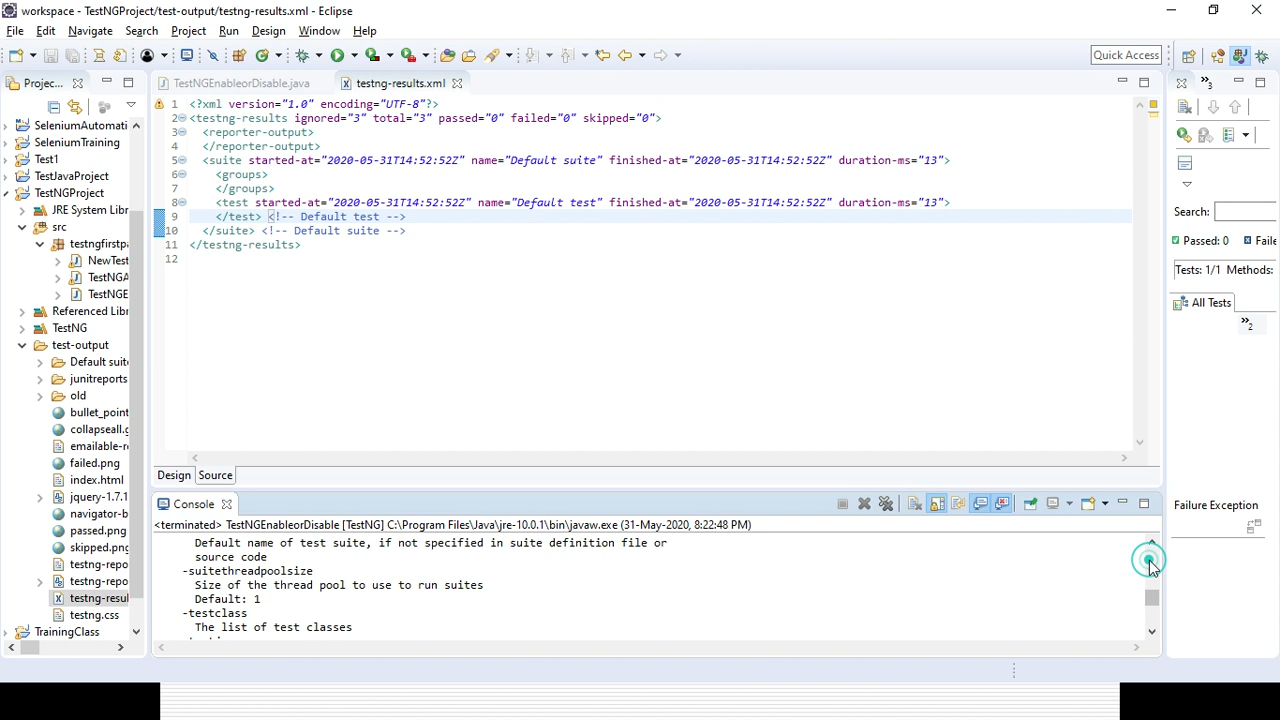 workspace - TestNGProject/test-output/testng-results.xml - Eclipse
File Edit Navigate Search Project Run Design Help
Quick Access
Projec...
TestNGEnableorDisable.java
testng-results.xml
3
SeleniumAutomati
SeleniumTraining
Test1
TestJavaProject
TestNGProject
JRE System Libr
src
testngfirstpa
NewTest
TestNGA
TestNGE
Referenced Libr
TestNG
test-output
Default suit
junitreports
old
bullet_point
collapseall.g
emailable-r
failed.png
index.html
jquery-1.7.1
navigator-b
passed.png
skipped.png
testng-repo
testng-repo
testng-resul
testng.css
TrainingClass
1 <?xml version="1.0" encoding="UTF-8"?>
2 <testng-results ignored="3" total="3" passed="0" failed="0" skipped="0">
3 <reporter-output>
4 </reporter-output>
5 <suite started-at="2020-05-31T14:52:52Z" name="Default suite" finished-at="2020-05-31T14:52:52Z" duration-ms="13">
6 <groups>
7 </groups>
8 <test started-at="2020-05-31T14:52:52Z" name="Default test" finished-at="2020-05-31T14:52:52Z" duration-ms="13">
9 </test> <!-- Default test -->
10 </suite> <!-- Default suite -->
11 </testng-results>
12
Design Source
Search:
Passed: 0 Faile
Tests: 1/1 Methods:
All Tests
2
Failure Exception
Console
<terminated> TestNGEnableorDisable [TestNG] C:\Program Files\Java\jre-10.0.1\bin\javaw.exe (31-May-2020, 8:22:48 PM)
Default name of test suite, if not specified in suite definition file or
source code
-suitethreadpoolsize
Size of the thread pool to use to run suites
Default: 1
-testclass
The list of test classes